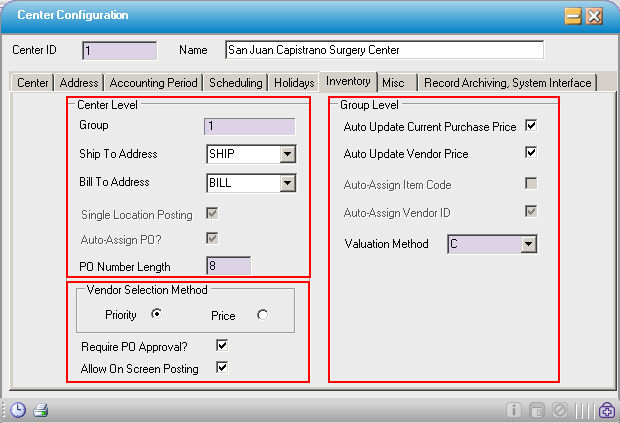 Center Configuration
Center ID 1 Name San Juan Capistrano Surgery Center
Center Address Accounting Period Scheduling Holidays Inventory Misc Record Archiving, System Interface
Center Level
Group 1
Ship To Address SHIP
Bill To Address BILL
Single Location Posting
Auto-Assign PO?
PO Number Length 8
Vendor Selection Method
Priority Price
Require PO Approval?
Allow On Screen Posting
Group Level
Auto Update Current Purchase Price
Auto Update Vendor Price
Auto-Assign Item Code
Auto-Assign Vendor ID
Valuation Method C